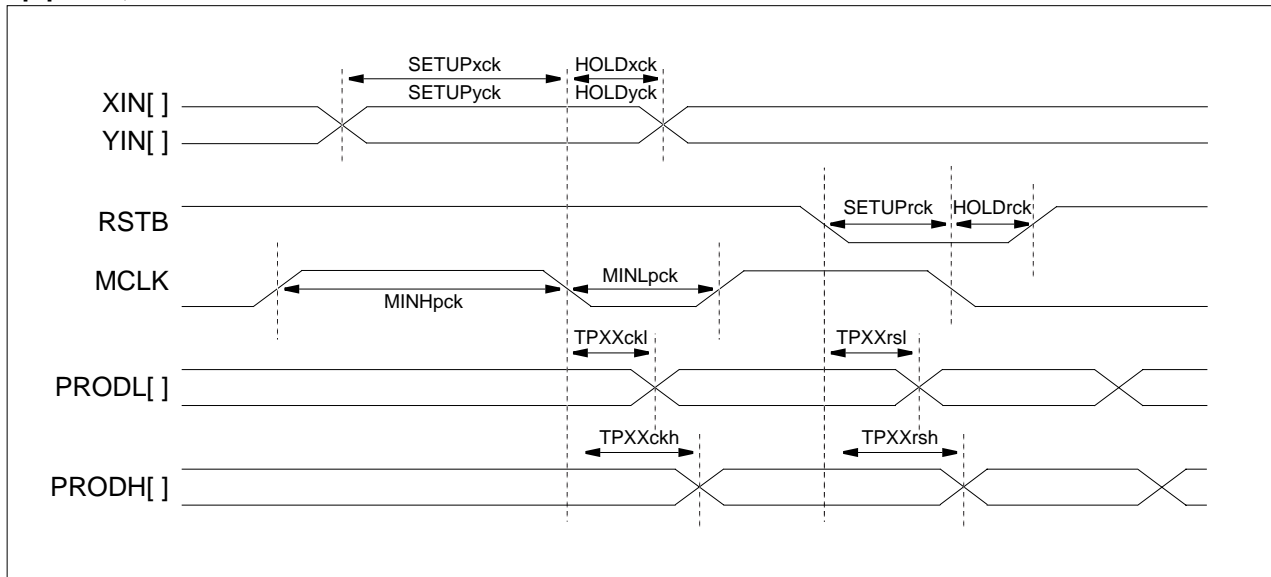 SETUPxck
HOLDxck
SETUPyck
HOLDyck
XIN[ ]
YIN[ ]
RSTB
SETUPrck
HOLDrck
MCLK
MINHpck
MINLpck
TPXXckl
TPXXrsl
PRODL[ ]
TPXXckh
TPXXrsh
PRODH[ ]